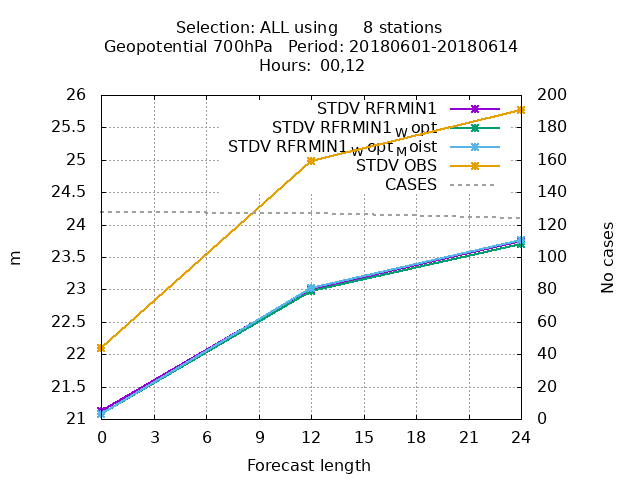 Selection: ALL using 8 stations
Geopotential 700hPa Period: 20180601-20180614
Hours: 00,12
STDV RFRMIN1
STDV RFRMIN1 W opt
STDV RFRMIN1 W opt M oist
STDV OBS
CASES
26
25.5
25
24.5
24
23.5
23
22.5
22
21.5
21
200
180
160
140
120
100
80
60
40
20
0
m
No cases
0 3 6 9 12 15 18 21 24
Forecast length